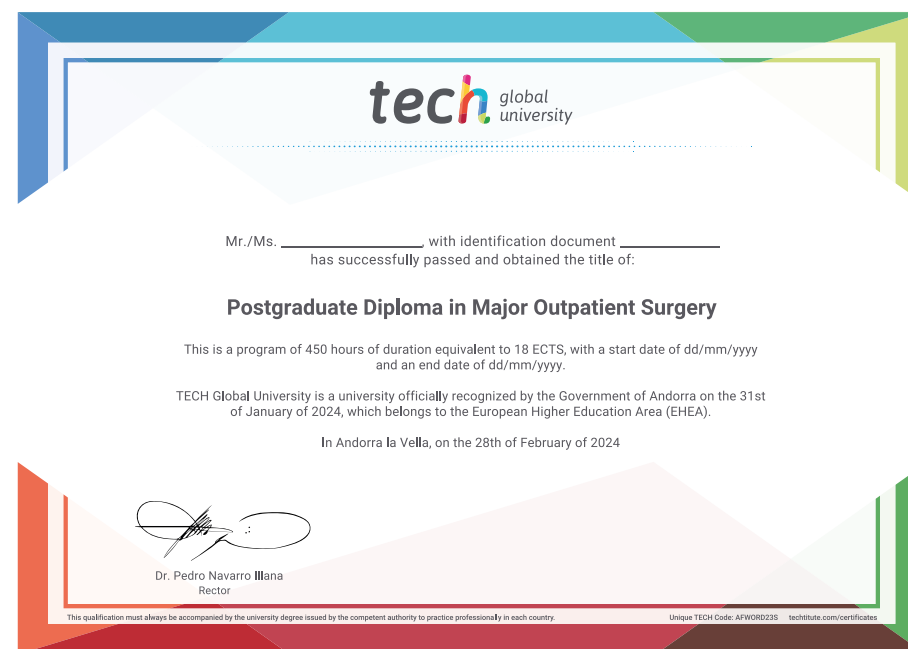 tech global
university
Mr./Ms. ____________, with identification document ____________
has successfully passed and obtained the title of:
Postgraduate Diploma in Major Outpatient Surgery
This is a program of 450 hours of duration equivalent to 18 ECTS, with a start date of dd/mm/yyyy
and an end date of dd/mm/yyyy.
TECH Global University is a university officially recognized by the Government of Andorra on the 31st
of January of 2024, which belongs to the European Higher Education Area (EHEA).
In Andorra la Vella, on the 28th of February of 2024
Dr. Pedro Navarro Illana
Rector
This qualification must always be accompanied by the university degree issued by the competent authority to practice professionally in each country.
Unique TECH Code: AFWORD23S techtitute.com/certificates